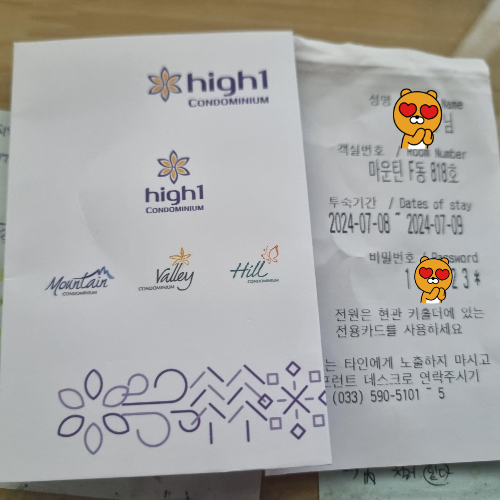 high1
CONDOMINIUM
high1
CONDOMINIUM
Mountain
CONDOMINIUM
Valley
CONDOMINIUM
Hill
CONDOMINIUM
성명 Name
님
객실번호 / Room Number
마운틴 F동 818호
투숙기간 / Dates of stay
2024-07-08 ~ 2024-07-09
비밀번호 / Password
1 2 3 *
전원은 현관 키홀더에 있는
전용카드를 사용하세요
는 타인에게 노출하지 마시고
프런트 데스크로 연락주시기
(033) 590-5101 ~ 5